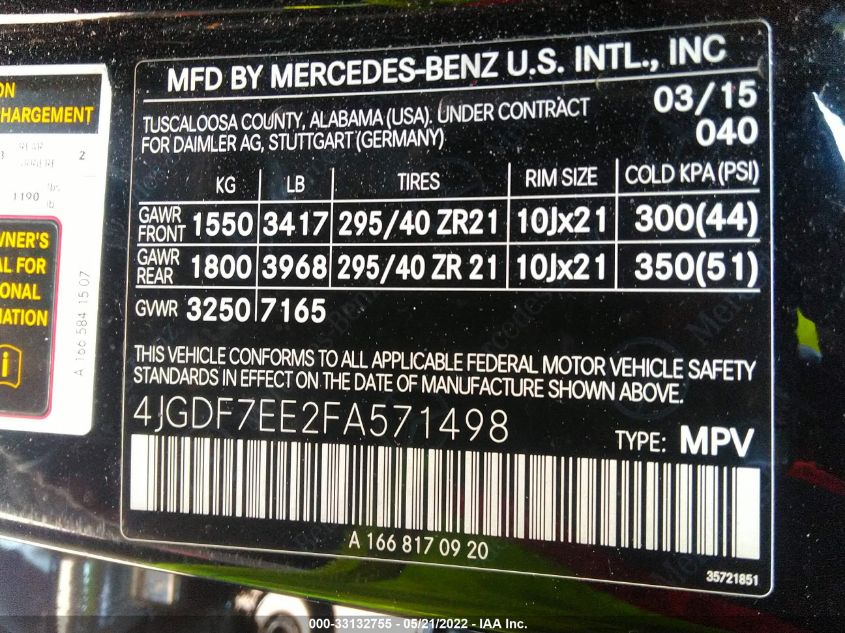 ON
CHARGEMENT
REAR
2
1190 lbs
WNER'S
AL FOR
ONAL
MATION
i
A 166 584 15 07
MFD BY MERCEDES-BENZ U.S. INTL., INC
TUSCALOOSA COUNTY, ALABAMA (USA). UNDER CONTRACT
FOR DAIMLER AG, STUTTGART (GERMANY)
03/15
040
KG LB TIRES RIM SIZE COLD KPA (PSI)
GAWR FRONT 1550 3417 295/40 ZR21 10Jx21 300(44)
GAWR REAR 1800 3968 295/40 ZR 21 10Jx21 350(51)
GVWR 3250 7165
THIS VEHICLE CONFORMS TO ALL APPLICABLE FEDERAL MOTOR VEHICLE SAFETY
STANDARDS IN EFFECT ON THE DATE OF MANUFACTURE SHOWN ABOVE.
4JGDF7EE2FA571498
TYPE: MPV
A 166 817 09 20
35721851
000-33132755 - 05/21/2022 - IAA Inc.